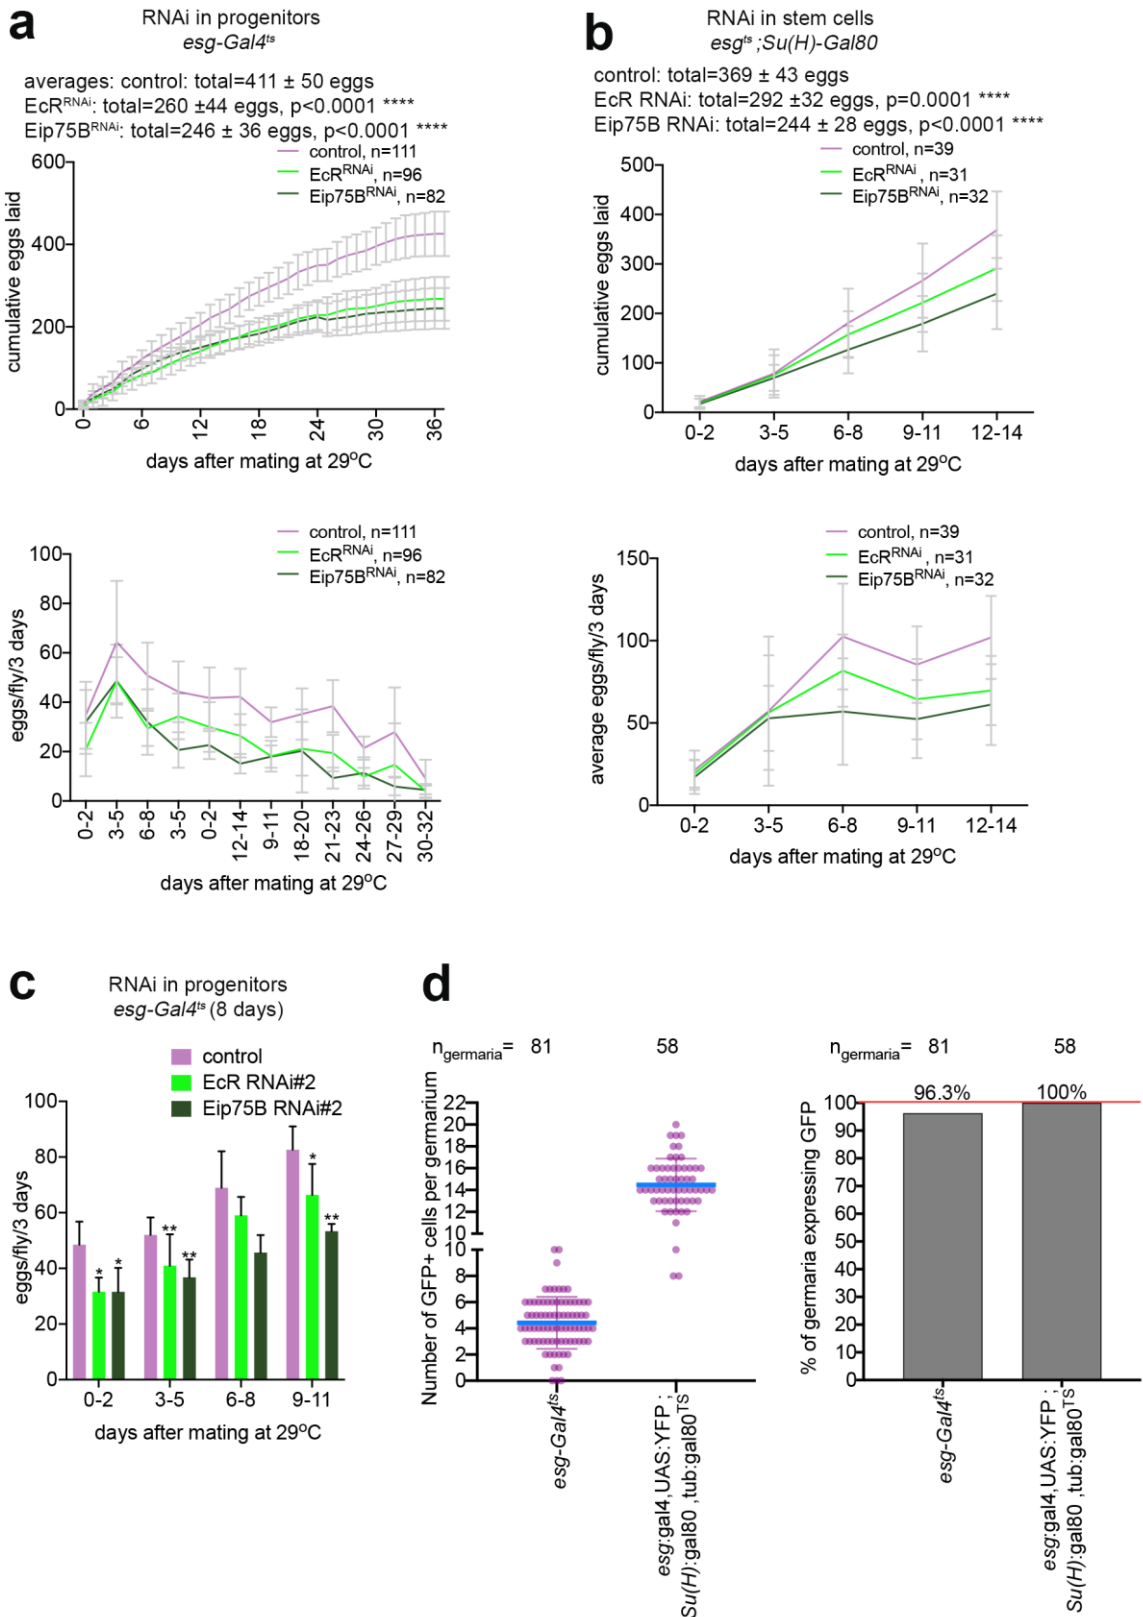 a
RNAi in progenitors
esg-Gal4ts
averages: control: total=411 ± 50 eggs
EcRRNAi: total=260 ±44 eggs, p<0.0001 ****
Eip75BRNAi: total=246 ± 36 eggs, p<0.0001 ****
control, n=111
EcRRNAi, n=96
Eip75BRNAi, n=82
cumulative eggs laid
600
400
200
0
0 6 12 18 24 30 36
days after mating at 29oC
control, n=111
EcRRNAi, n=96
Eip75BRNAi, n=82
eggs/fly/3 days
100
80
60
40
20
0
0-2 3-5 6-8 3-5 0-2 12-14 9-11 18-20 21-23 24-26 27-29 30-32
days after mating at 29oC
b
RNAi in stem cells
esgts;Su(H)-Gal80
control: total=369 ± 43 eggs
EcR RNAi: total=292 ±32 eggs, p=0.0001 ****
Eip75B RNAi: total=244 ± 28 eggs, p<0.0001 ****
control, n=39
EcRRNAi, n=31
Eip75BRNAi, n=32
cumulative eggs laid
500
400
300
200
100
0
0-2 3-5 6-8 9-11 12-14
days after mating at 29oC
control, n=39
EcRRNAi, n=31
Eip75BRNAi, n=32
average eggs/fly/3 days
150
100
50
0
0-2 3-5 6-8 9-11 12-14
days after mating at 29oC
c
RNAi in progenitors
esg-Gal4ts (8 days)
control
EcR RNAi#2
Eip75B RNAi#2
eggs/fly/3 days
100
80
60
40
20
0
* * ** ** * **
0-2 3-5 6-8 9-11
days after mating at 29oC
d
ngermaria= 81 58
Number of GFP+ cells per germarium
22
20
18
16
14
12
10
10
8
6
4
2
0
esg-Gal4ts
esg:gal4,UAS:YFP ;
Su(H):gal80 ,tub:gal80TS
ngermaria= 81 58
% of germaria expressing GFP
96.3% 100%
100
90
80
70
60
50
40
30
20
10
0
esg-Gal4ts
esg:gal4,UAS:YFP ;
Su(H):gal80 ,tub:gal80TS